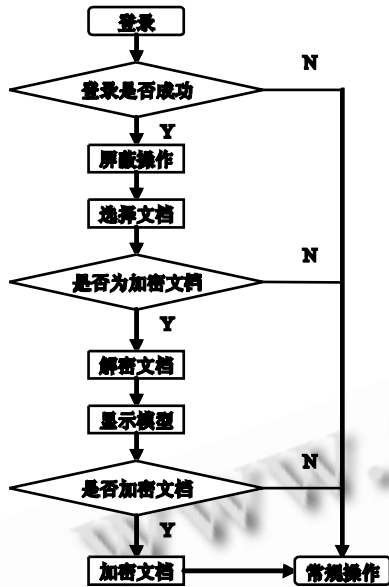 登录
N
登录是否成功
Y
屏蔽操作
选择文档
N
是否为加密文档
Y
解密文档
显示模型
N
是否加密文档
Y
加密文档
常规操作
www.